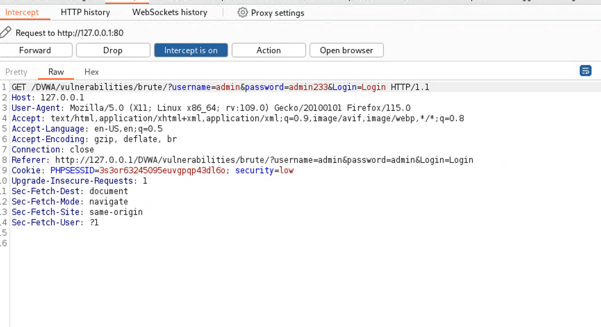 Intercept HTTP history WebSockets history Proxy settings
Request to http://127.0.0.1:80
Forward Drop Intercept is on Action Open browser
Pretty Raw Hex
1 GET /DVWA/vulnerabilities/brute/?username=admin&password=admin233&Login=Login HTTP/1.1
2 Host: 127.0.0.1
3 User-Agent: Mozilla/5.0 (X11; Linux x86_64; rv:109.0) Gecko/20100101 Firefox/115.0
4 Accept: text/html,application/xhtml+xml,application/xml;q=0.9,image/avif,image/webp,*/*;q=0.8
5 Accept-Language: en-US,en;q=0.5
6 Accept-Encoding: gzip, deflate, br
7 Connection: close
8 Referer: http://127.0.0.1/DVWA/vulnerabilities/brute/?username=admin&password=admin&Login=Login
9 Cookie: PHPSESSID=3s3or63245095euvgpqp43dl6o; security=low
10 Upgrade-Insecure-Requests: 1
11 Sec-Fetch-Dest: document
12 Sec-Fetch-Mode: navigate
13 Sec-Fetch-Site: same-origin
14 Sec-Fetch-User: ?1
15
16